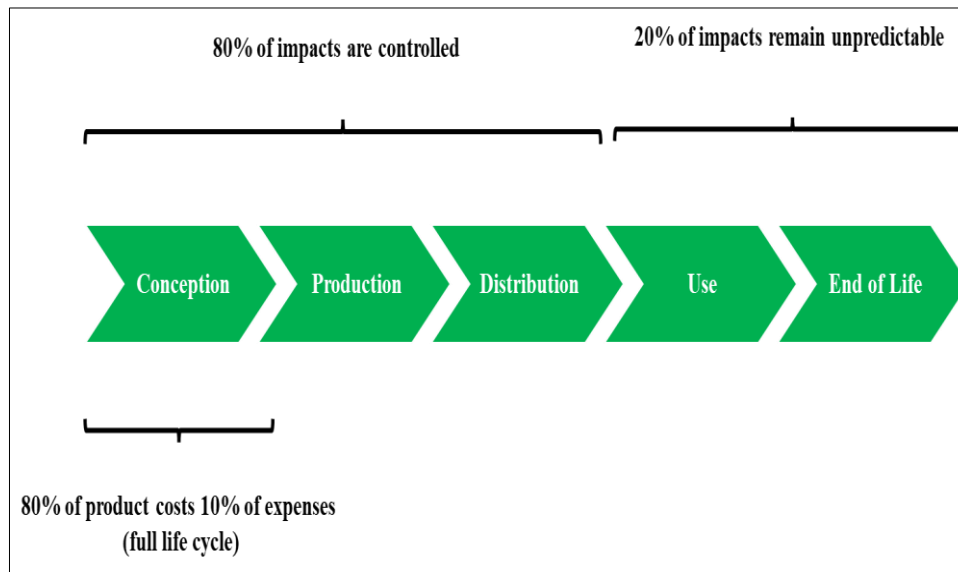 80% of impacts are controlled
20% of impacts remain unpredictable
Conception
Production
Distribution
Use
End of Life
80% of product costs 10% of expenses
(full life cycle)